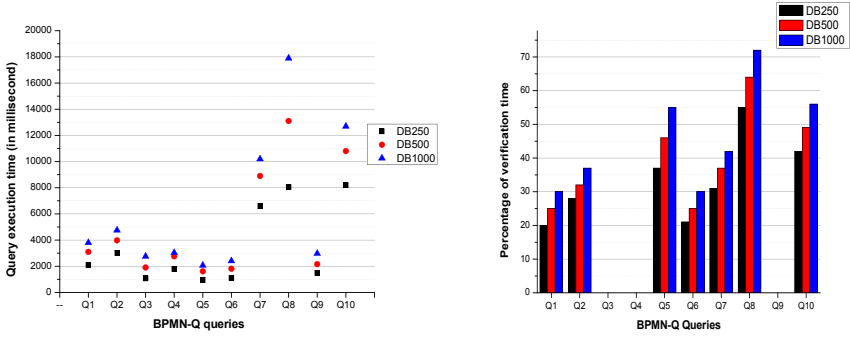 20000
18000
16000
14000
12000
10000
8000
6000
4000
2000
0
Query execution time (in millisecond)
-- Q1 Q2 Q3 Q4 Q5 Q6 Q7 Q8 Q9 Q10
BPMN-Q queries
DB250
DB500
DB1000
DB250
DB500
DB1000
70
60
50
40
30
20
10
0
Percentage of verification time
Q1 Q2 Q3 Q4 Q5 Q6 Q7 Q8 Q9 Q10
BPMN-Q Queries